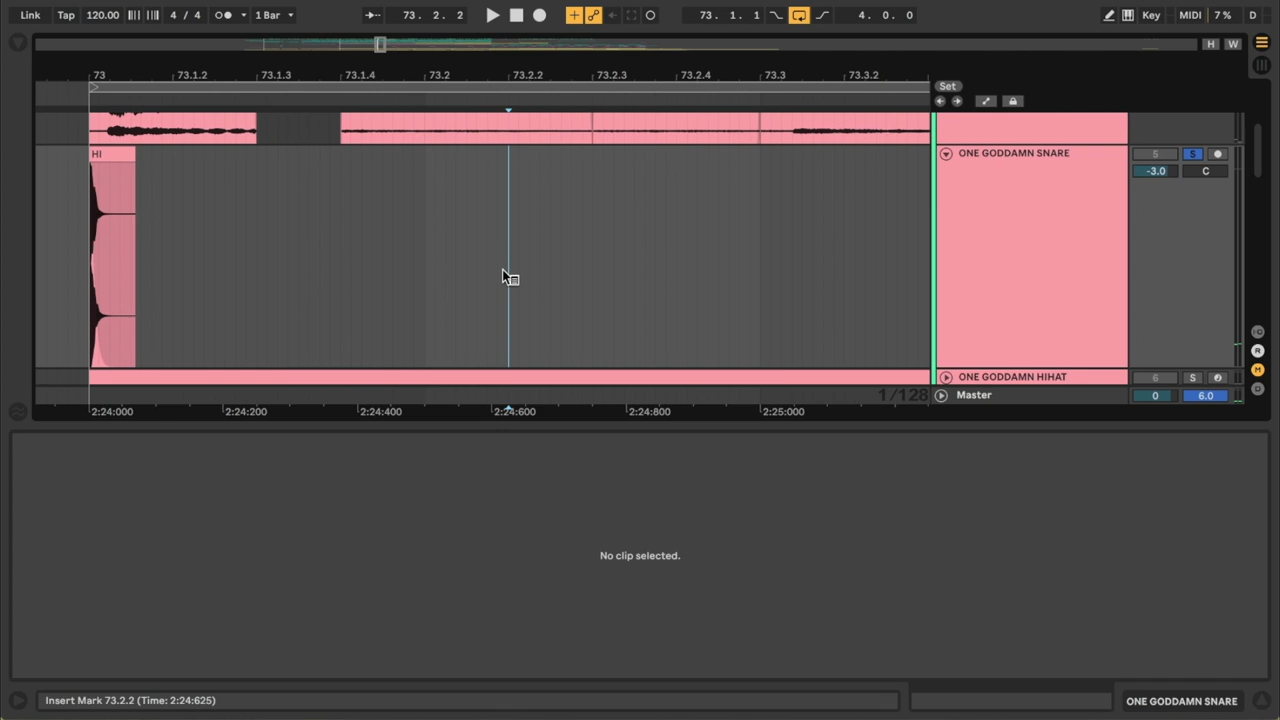 Link Tap 120.00 4 / 4 1 Bar 73. 2. 2 73. 1. 1 4. 0. 0 Key MIDI 7 % D
H W
73 73.1.2 73.1.3 73.1.4 73.2 73.2.2 73.2.3 73.2.4 73.3 73.3.2
Set
HI
ONE GODDAMN SNARE 5 S
-3.0 C
R
M
ONE GODDAMN HIHAT 6 S
1/128
Master 0 6.0
2:24:000 2:24:200 2:24:400 2:24:600 2:24:800 2:25:000
No clip selected.
Insert Mark 73.2.2 (Time: 2:24:625)
ONE GODDAMN SNARE